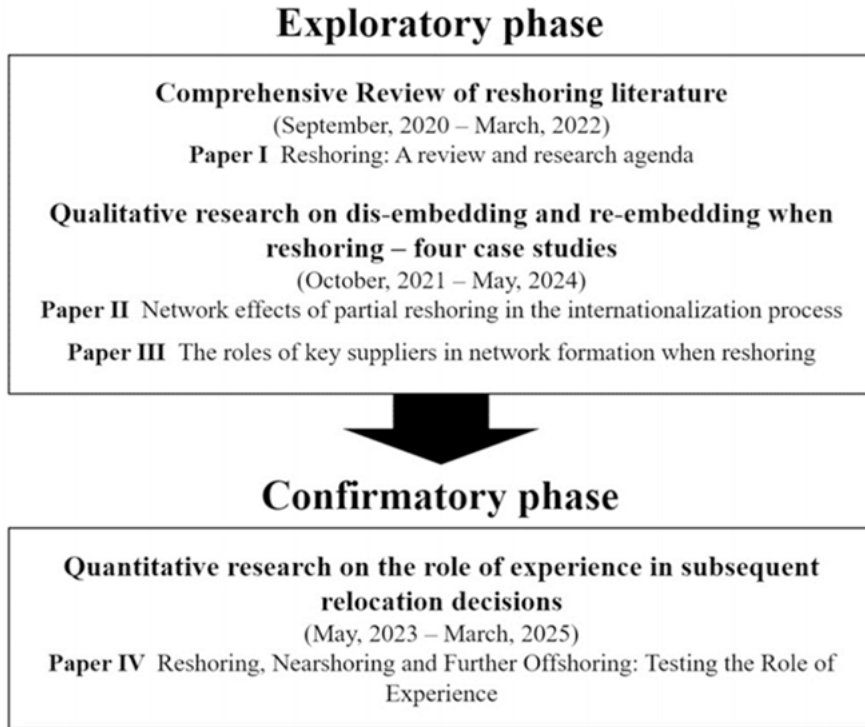 Exploratory phase
Comprehensive Review of reshoring literature
(September, 2020 – March, 2022)
Paper I Reshoring: A review and research agenda
Qualitative research on dis-embedding and re-embedding when
reshoring – four case studies
(October, 2021 – May, 2024)
Paper II Network effects of partial reshoring in the internationalization process
Paper III The roles of key suppliers in network formation when reshoring
Confirmatory phase
Quantitative research on the role of experience in subsequent
relocation decisions
(May, 2023 – March, 2025)
Paper IV Reshoring, Nearshoring and Further Offshoring: Testing the Role of
Experience